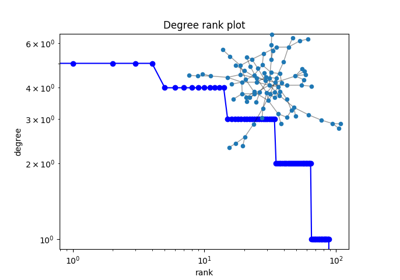 Degree rank plot
6 × 10⁰
4 × 10⁰
3 × 10⁰
2 × 10⁰
10⁰
degree
10⁰ 10¹ 10²
rank